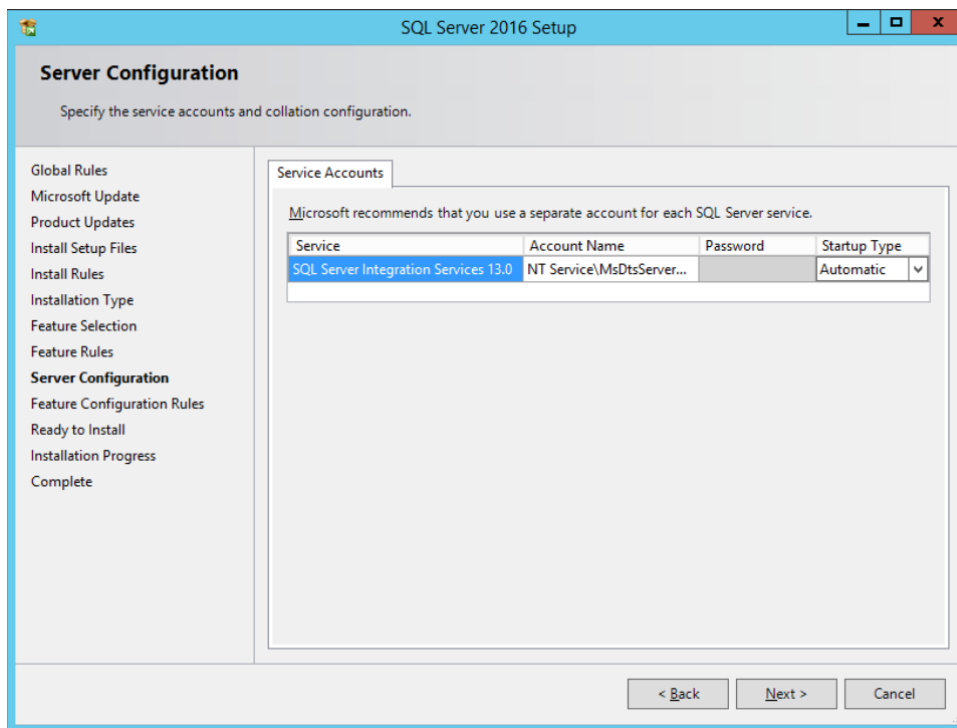 SQL Server 2016 Setup
Server Configuration
Specify the service accounts and collation configuration.
Global Rules
Microsoft Update
Product Updates
Install Setup Files
Install Rules
Installation Type
Feature Selection
Feature Rules
Server Configuration
Feature Configuration Rules
Ready to Install
Installation Progress
Complete
Service Accounts
Microsoft recommends that you use a separate account for each SQL Server service.
Service Account Name Password Startup Type
SQL Server Integration Services 13.0 NT Service\MsDtsServer... Automatic
< Back Next > Cancel